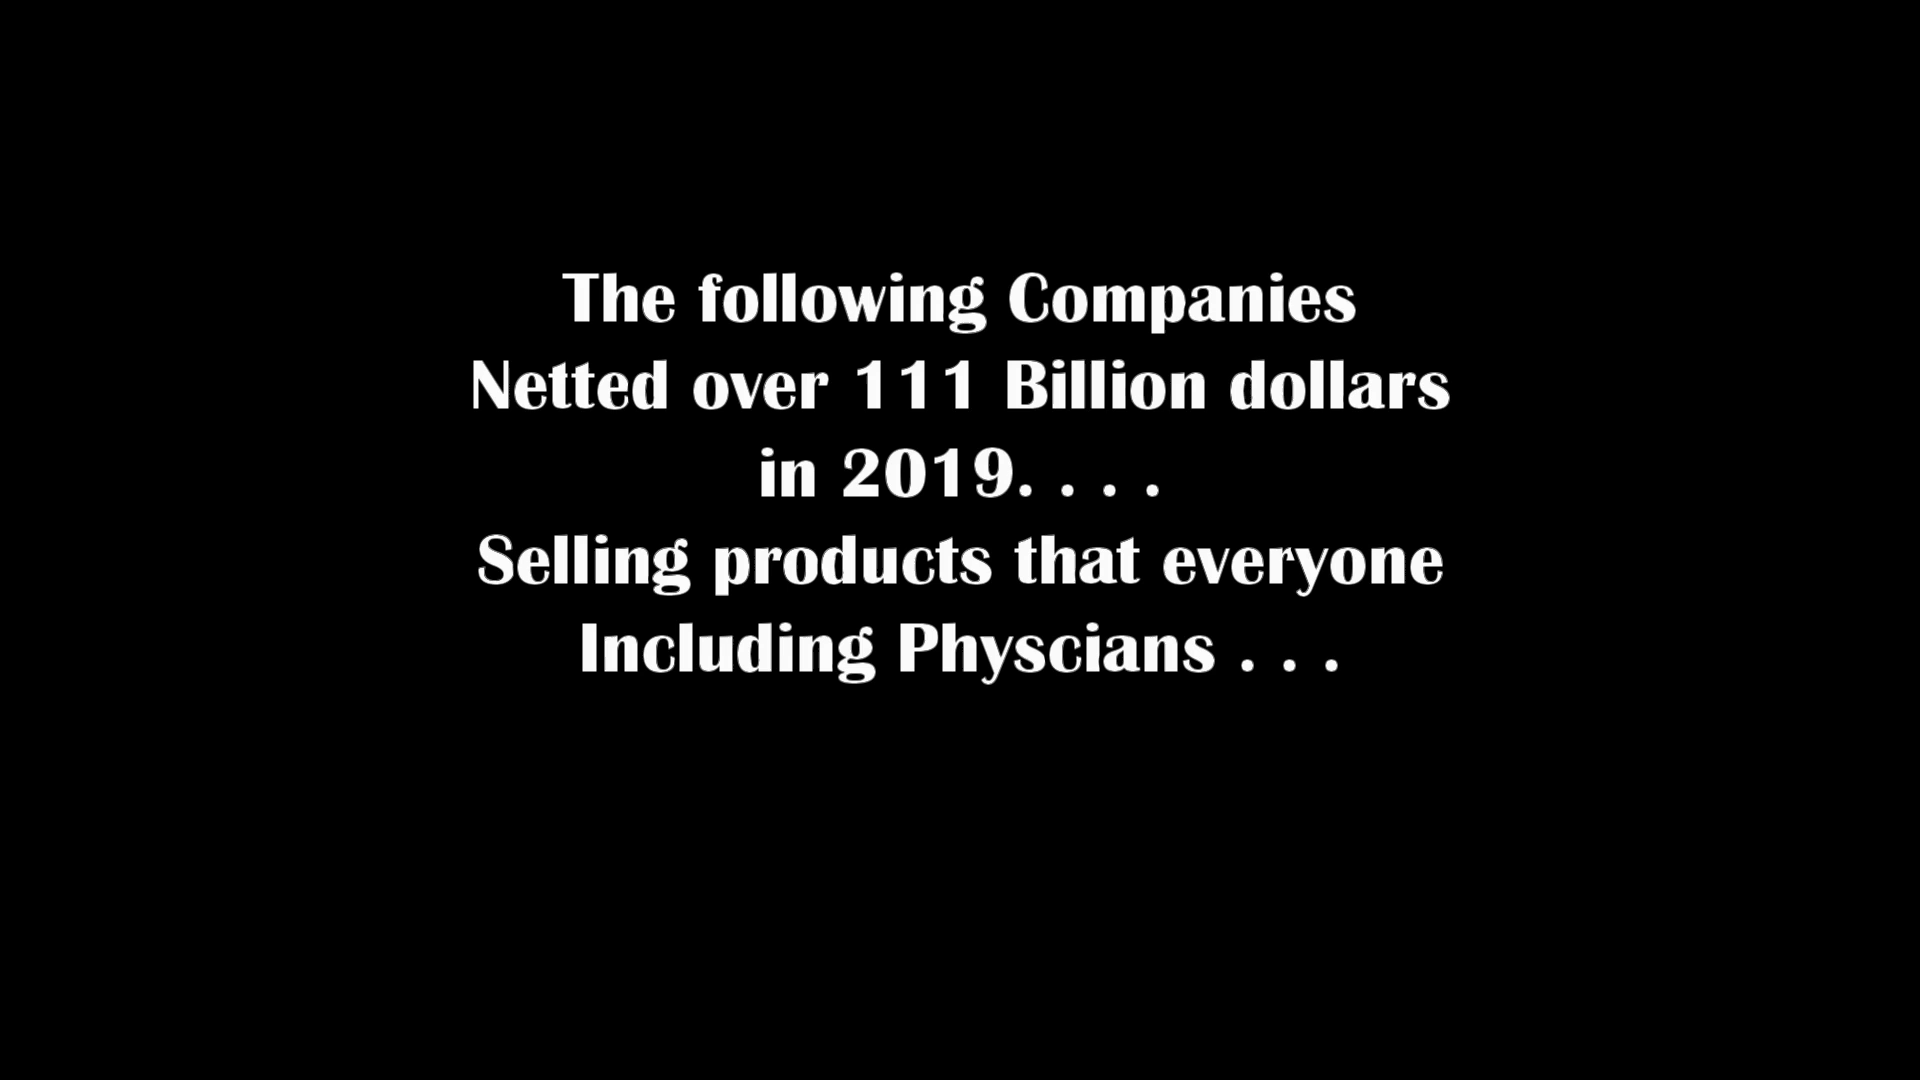 The following Companies
Netted over 111 Billion dollars
in 2019. . . .
Selling products that everyone
Including Physcians . . .